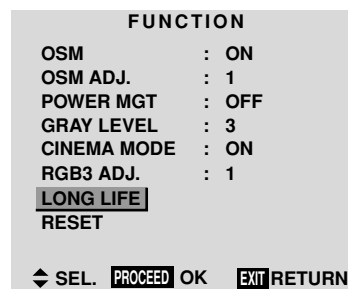 FUNCTION
OSM : ON
OSM ADJ. : 1
POWER MGT : OFF
GRAY LEVEL : 3
CINEMA MODE : ON
RGB3 ADJ. : 1
LONG LIFE
RESET
SEL. PROCEED OK EXIT RETURN